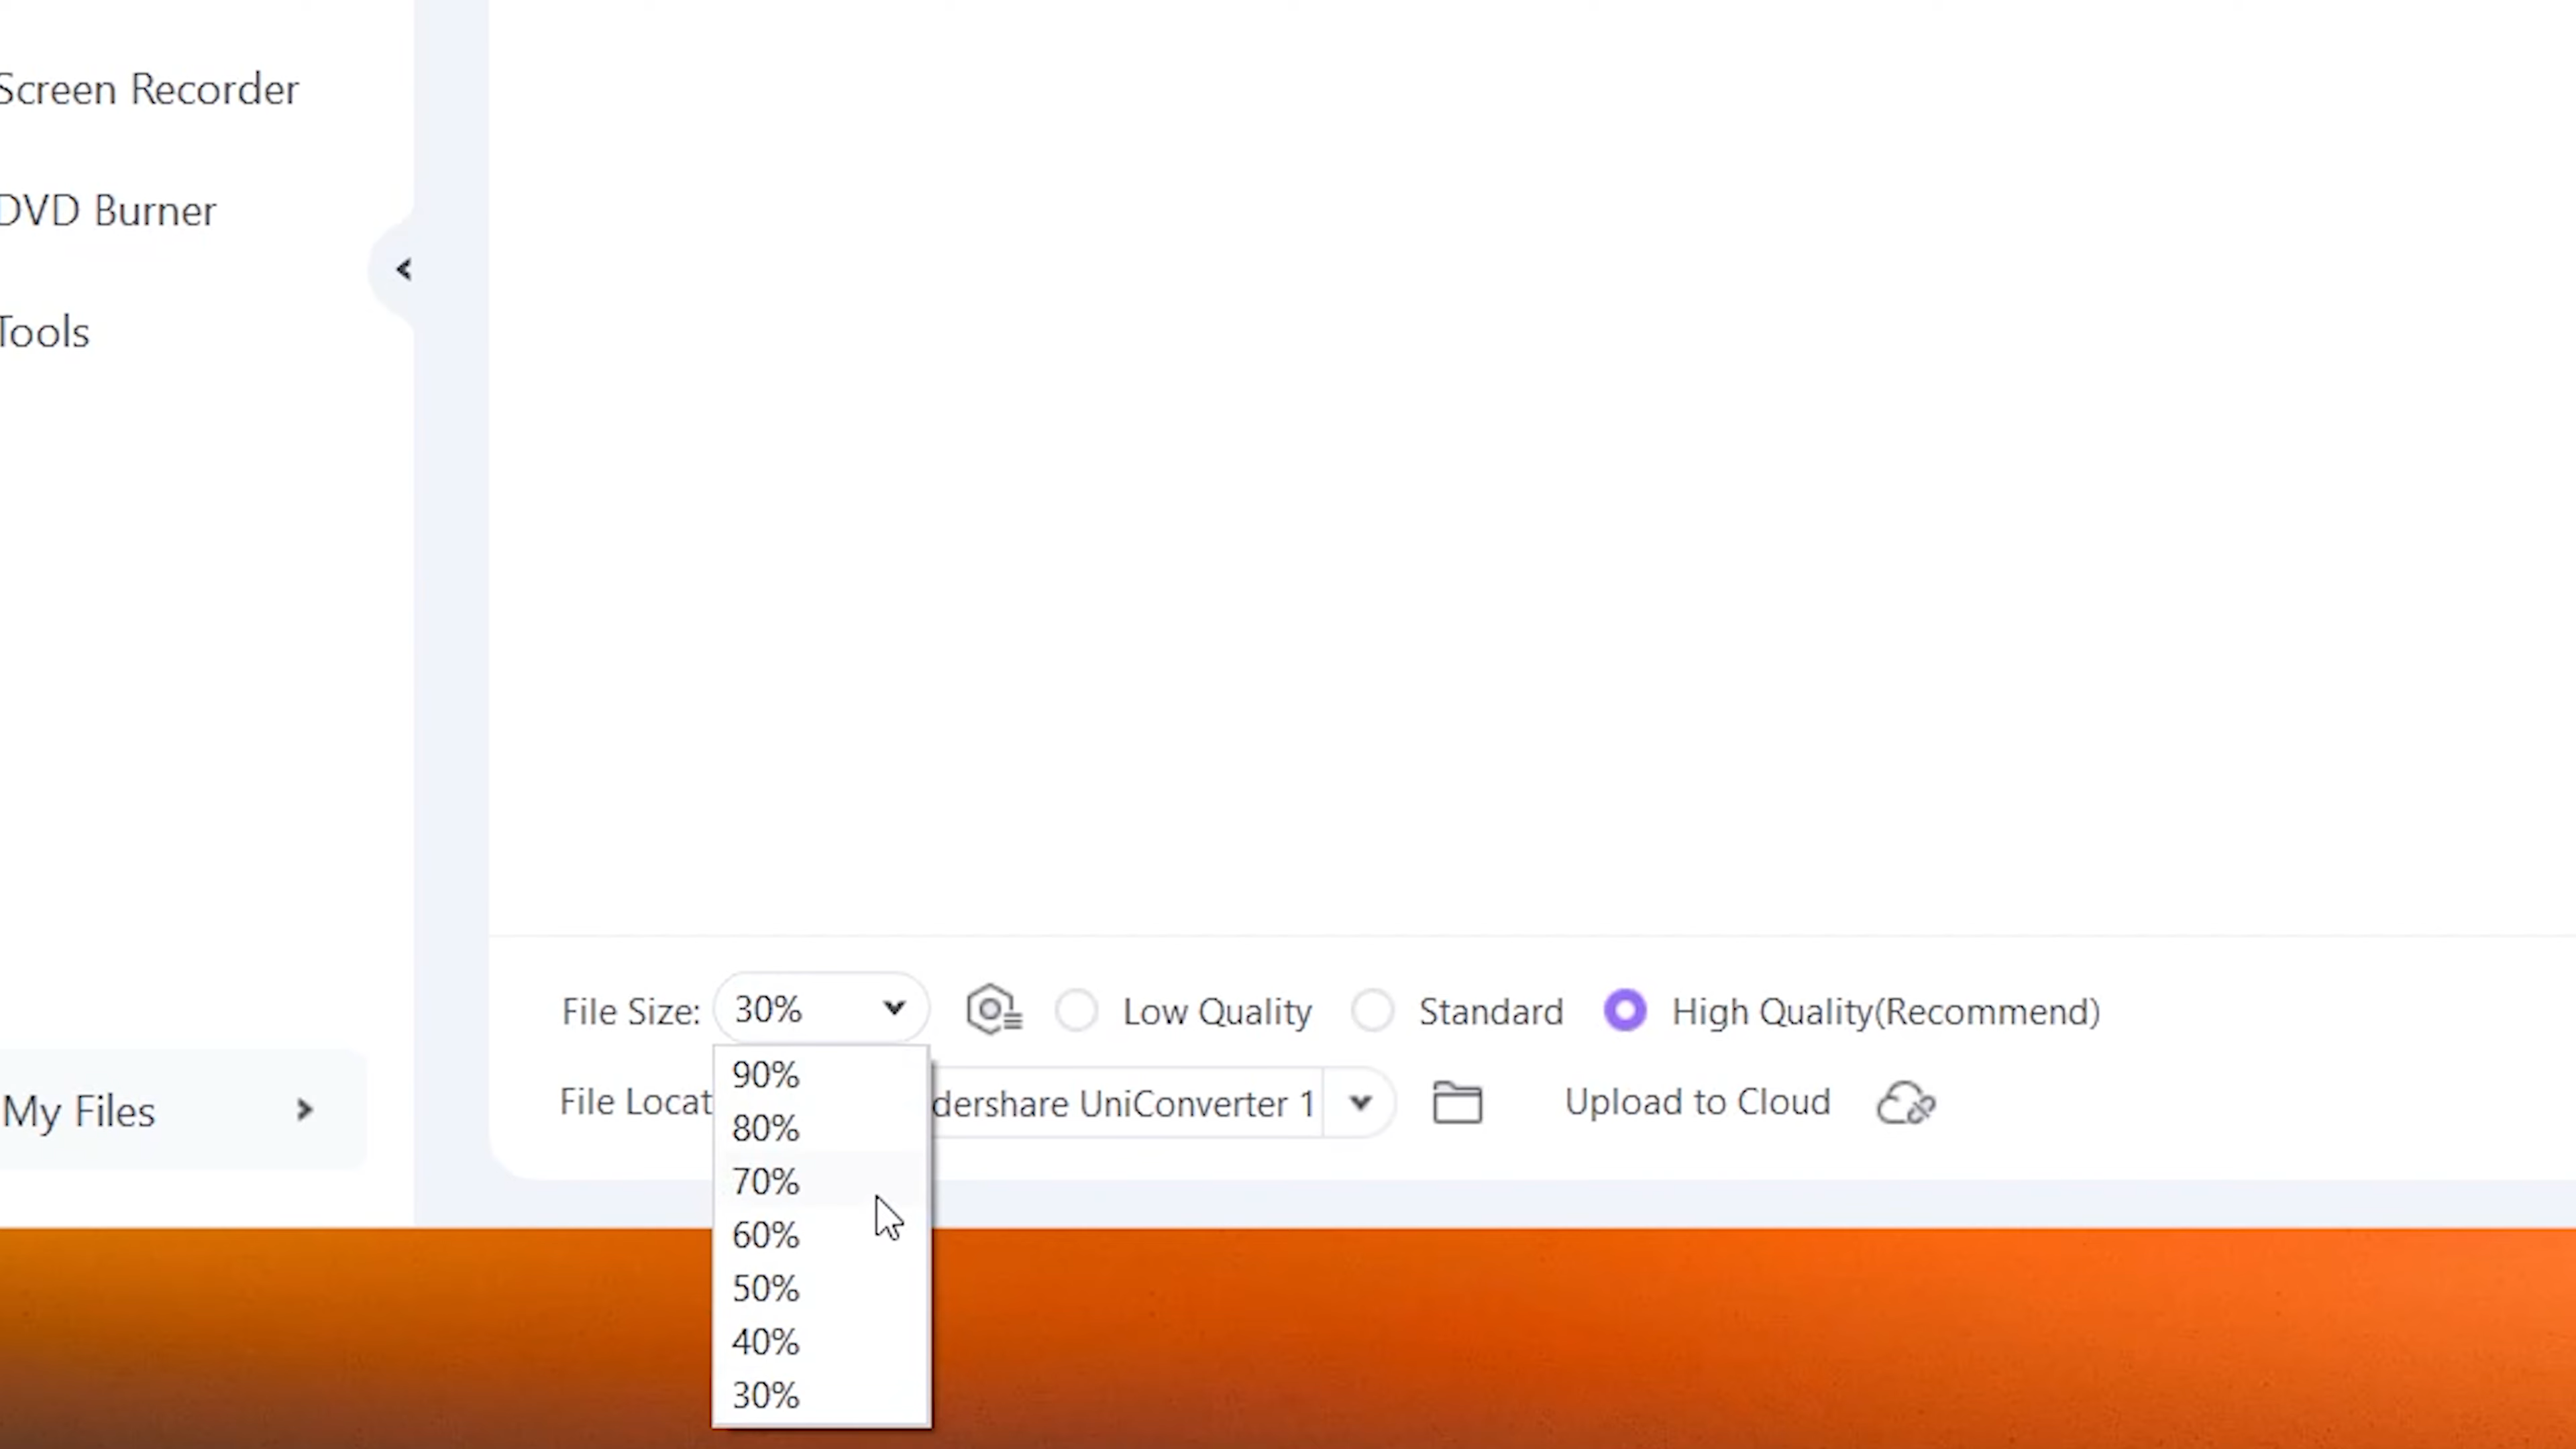 Screen Recorder
DVD Burner
Tools
My Files
File Size: 30% Low Quality Standard High Quality(Recommend)
File Locat dershare UniConverter 1 Upload to Cloud
90%
80%
70%
60%
50%
40%
30%